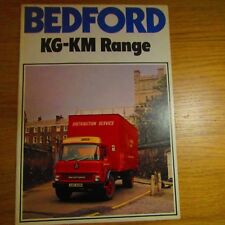 BEDFORD
KG-KM Range
DISTRIBUTION SERVICE